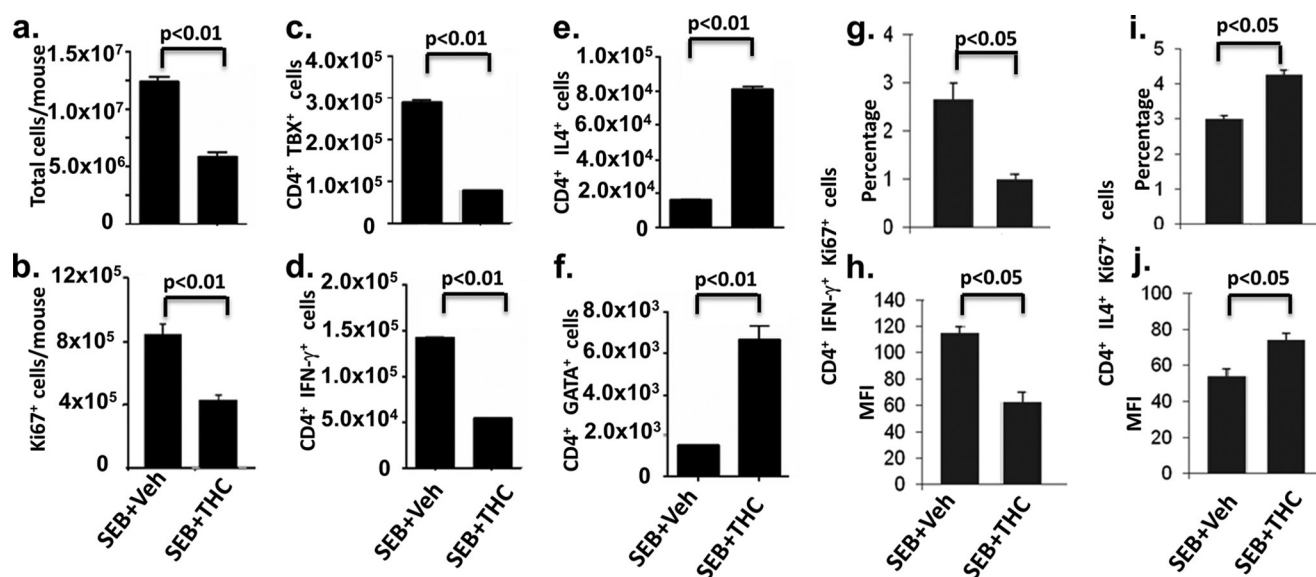 a.
p<0.01
Total cells/mouse
1.5x10⁷
1.0x10⁷
5.0x10⁶
0
b.
p<0.01
Ki67⁺ cells/mouse
12x10⁵
8x10⁵
4x10⁵
0
SEB+Veh
SEB+THC
c.
p<0.01
CD4⁺ TBX⁺ cells
5.0x10⁵
3.0x10⁵
1.0x10⁵
0
d.
p<0.01
CD4⁺ IFN-γ⁺ cells
2.0x10⁵
1.5x10⁵
1.0x10⁵
5.0x10⁴
0
SEB+Veh
SEB+THC
e.
p<0.01
CD4⁺ IL4⁺ cells
1.0x10⁵
8.0x10⁴
6.0x10⁴
4.0x10⁴
2.0x10⁴
0
f.
p<0.01
CD4⁺ GATA⁺ cells
8.0x10³
6.0x10³
4.0x10³
2.0x10³
0
SEB+Veh
SEB+THC
CD4⁺ IFN-γ⁺ Ki67⁺ cells
g.
p<0.05
Percentage
4
3
2
1
0
h.
p<0.05
MFI
140
120
100
80
60
40
20
0
SEB+Veh
SEB+THC
CD4⁺ IL4⁺ Ki67⁺ cells
i.
p<0.05
Percentage
5
4
3
2
1
0
j.
p<0.05
MFI
100
80
60
40
20
0
SEB+Veh
SEB+THC